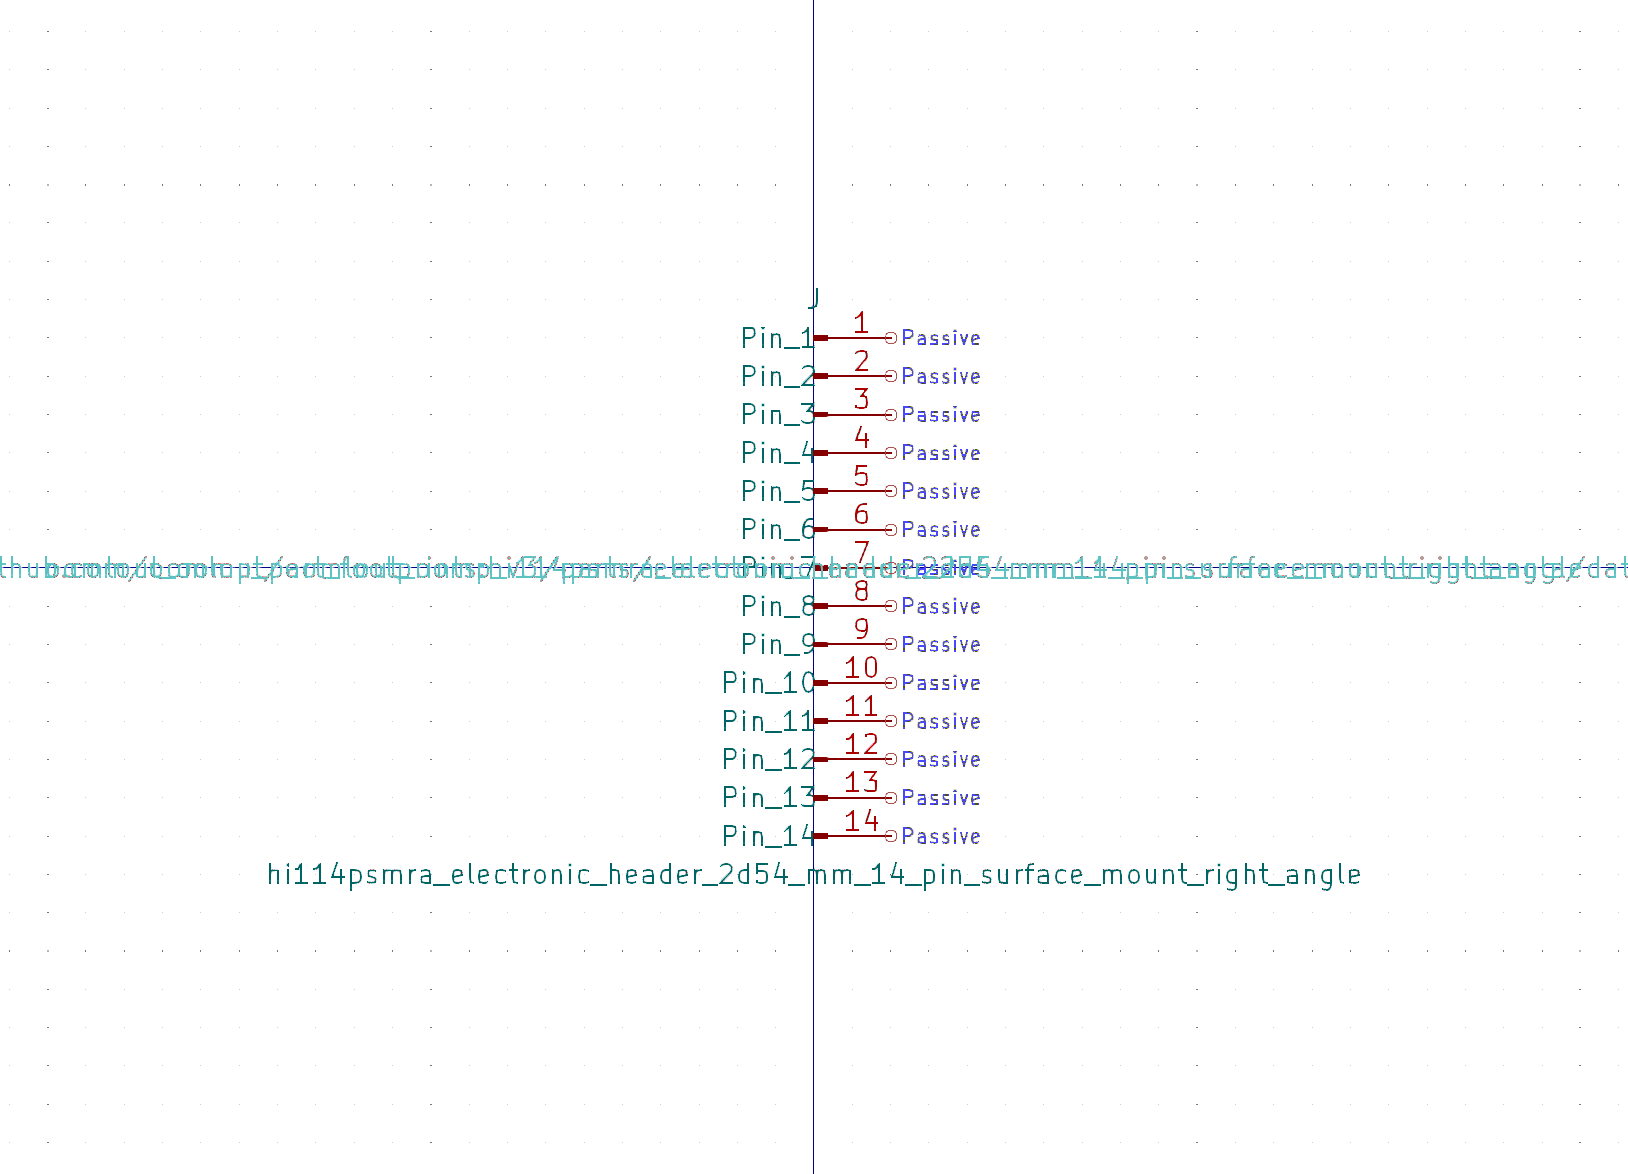 J
Pin_1 1 Passive
Pin_2 2 Passive
Pin_3 3 Passive
Pin_4 4 Passive
Pin_5 5 Passive
Pin_6 6 Passive
7 Passive
Pin_8 8 Passive
Pin_9 9 Passive
Pin_10 10 Passive
Pin_11 11 Passive
Pin_12 12 Passive
Pin_13 13 Passive
Pin_14 14 Passive
hi114psmra_electronic_header_2d54_mm_14_pin_surface_mount_right_angle